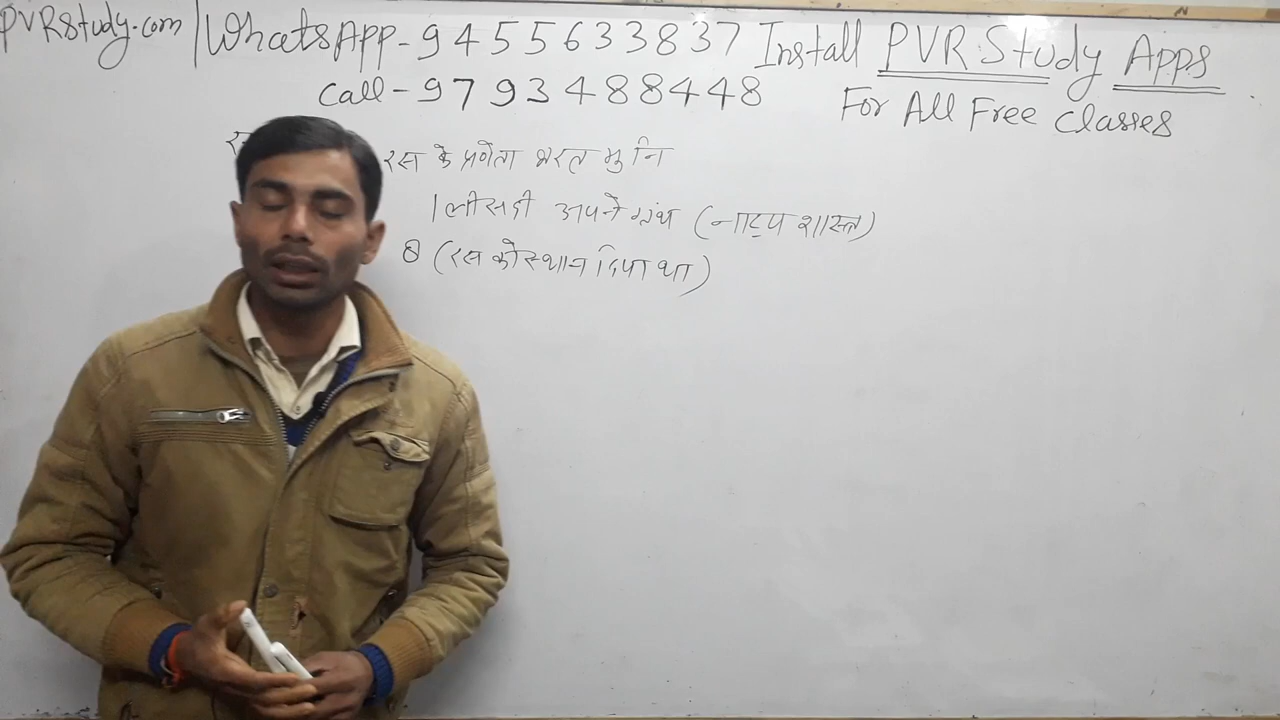 PVRStudy.com | WhatsApp - 9455633837 Install PVR Study Apps
Call - 9793488448 For All Free Classes
रस के प्रणेता भरत मुनि
1ली सदी अपने ग्रंथ (नाट्य शास्त्र)
8 (रस को स्थान दिया था)